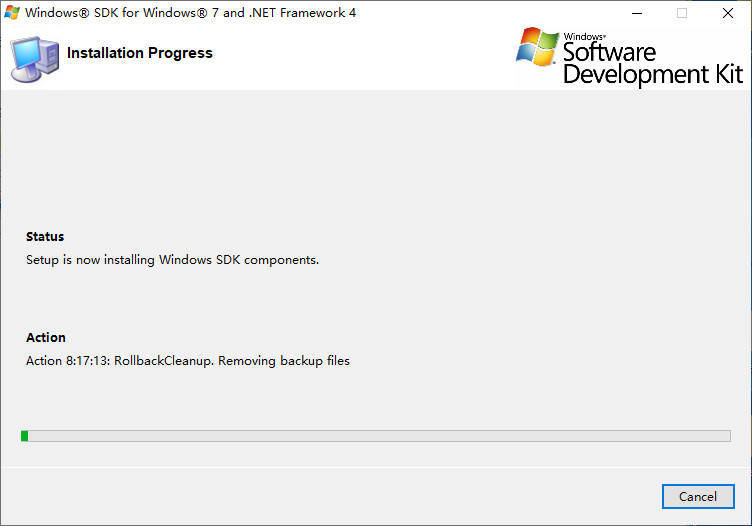 Windows® SDK for Windows® 7 and .NET Framework 4
Installation Progress
Windows®
Software
Development Kit
Status
Setup is now installing Windows SDK components.
Action
Action 8:17:13: RollbackCleanup. Removing backup files
Cancel